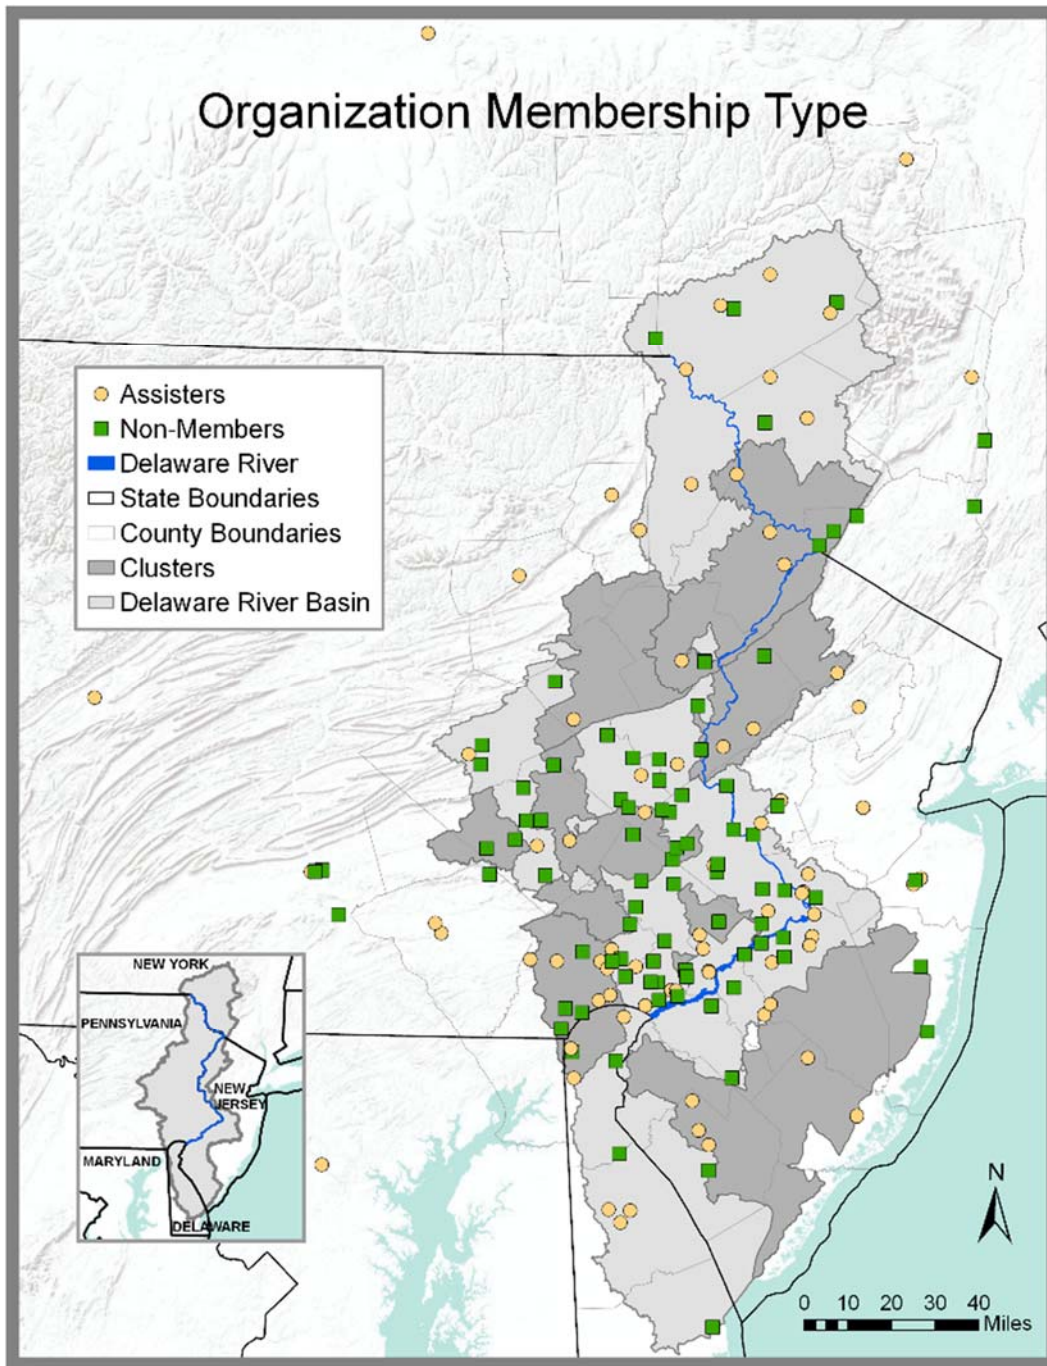 Organization Membership Type
Assisters
Non-Members
Delaware River
State Boundaries
County Boundaries
Clusters
Delaware River Basin
NEW YORK
PENNSYLVANIA
NEW
JERSEY
MARYLAND
DELAWARE
N
0 10 20 30 40
Miles